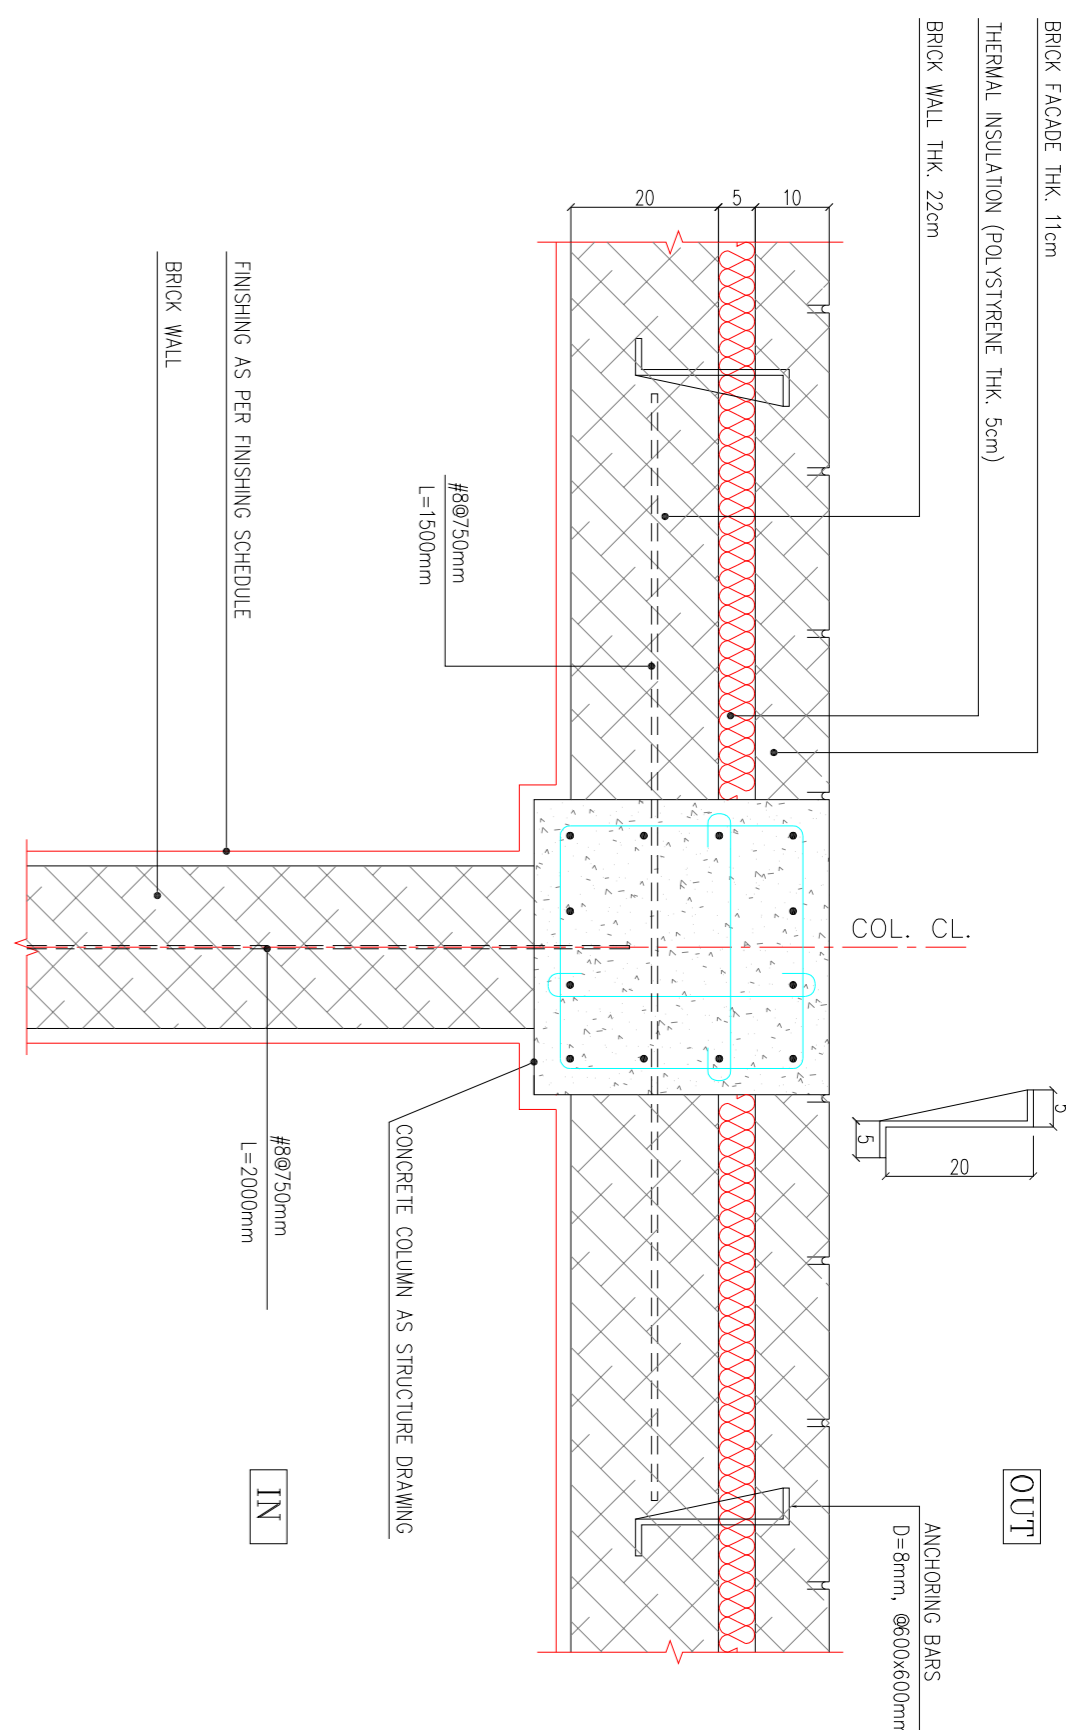 BRICK FACADE THK. 11cm
THERMAL INSULATION (POLYSTYRENE THK. 5cm)
BRICK WALL THK. 22cm
20
5
10
#8@750mm
L=1500mm
FINISHING AS PER FINISHING SCHEDULE
BRICK WALL
COL. CL.
5
20
5
CONCRETE COLUMN AS STRUCTURE DRAWING
#8@750mm
L=2000mm
OUT
IN
ANCHORING BARS
D=8mm, @600x600mm